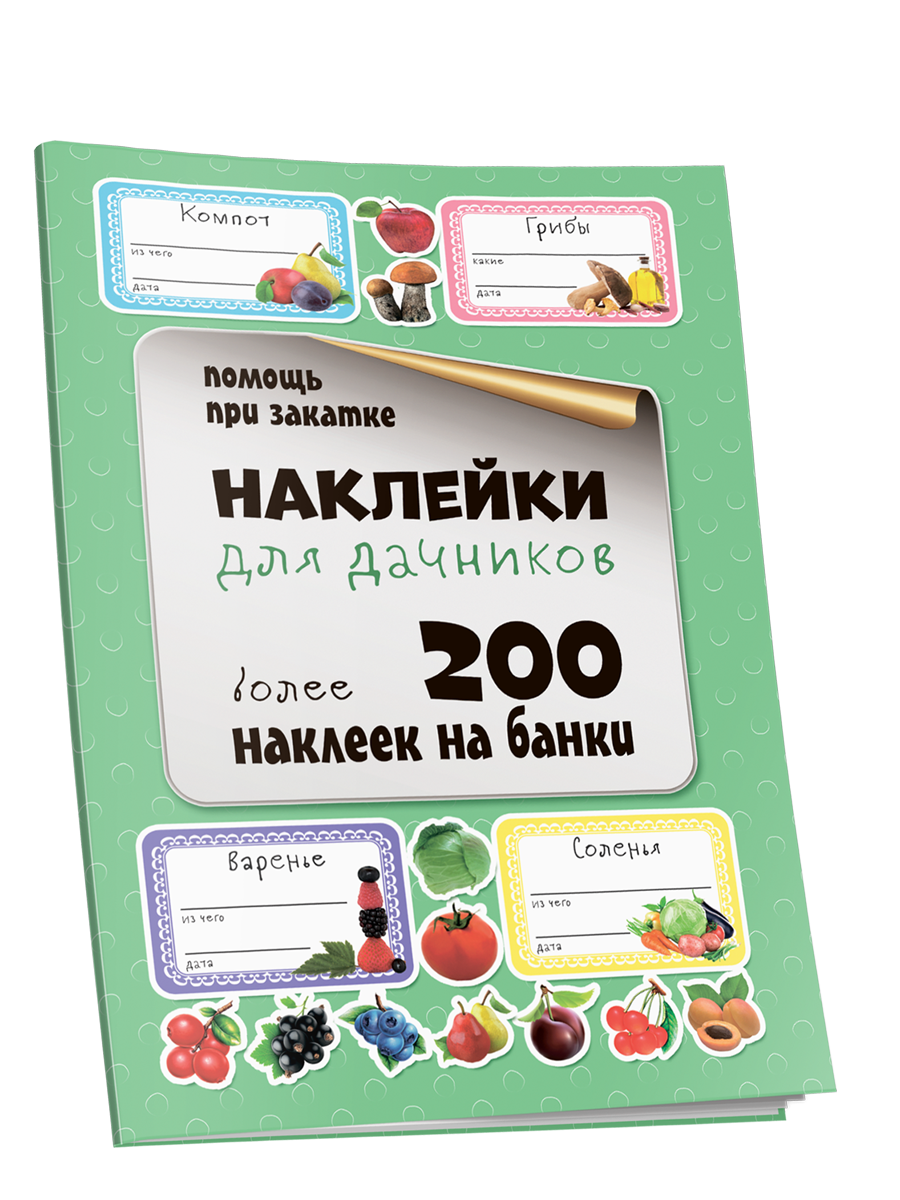 Компот
из чего
дата
Грибы
какие
дата
помощь
при закатке
НАКЛЕЙКИ
для дачников
более 200
наклеек на банки
Варенье
из чего
дата
Соленья
из чего
дата